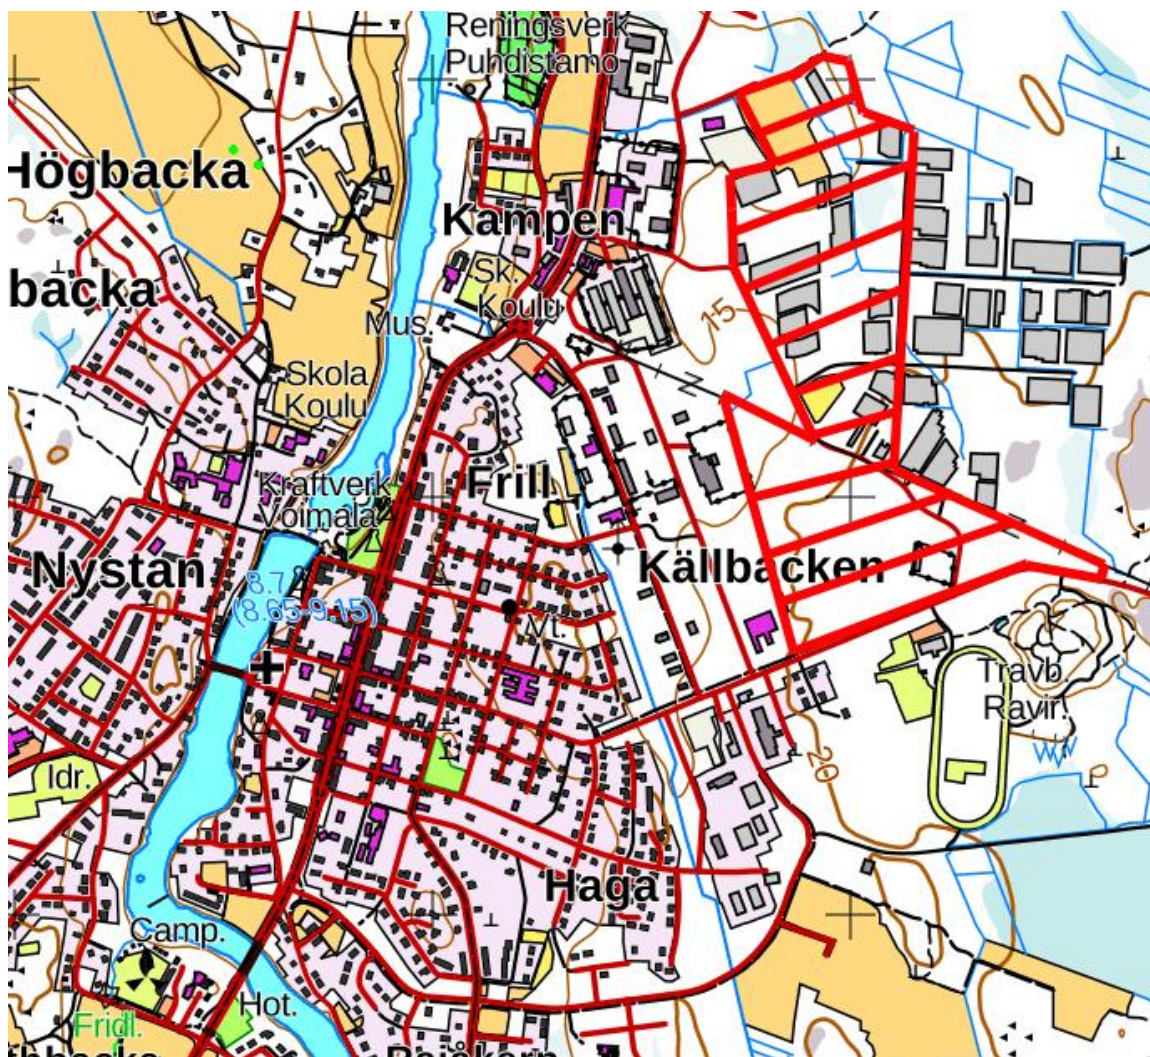 Reningsverk
Puhdistamo
Högbacka
Kampen
Sk.
Koulu
backa
Mus.
15
Skola
Koulu
Kraftverk
Voimala
Frill
Källbacken
Nystan
8.7
(8.65-9.15)
Vt.
Travb.
Ravir.
20
Idr.
Haga
Camp.
Hot.
Fridl.